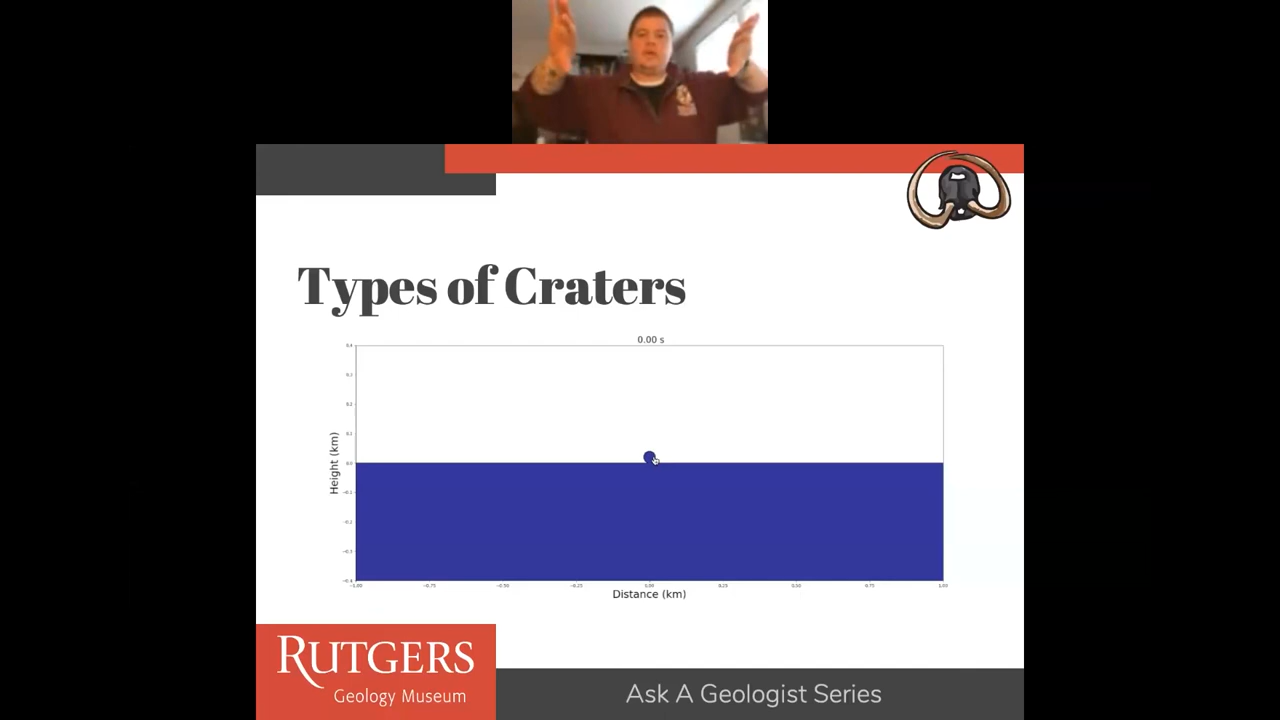 Types of Craters
0.00 s
Height (km)
Distance (km)
RUTGERS
Geology Museum
Ask A Geologist Series